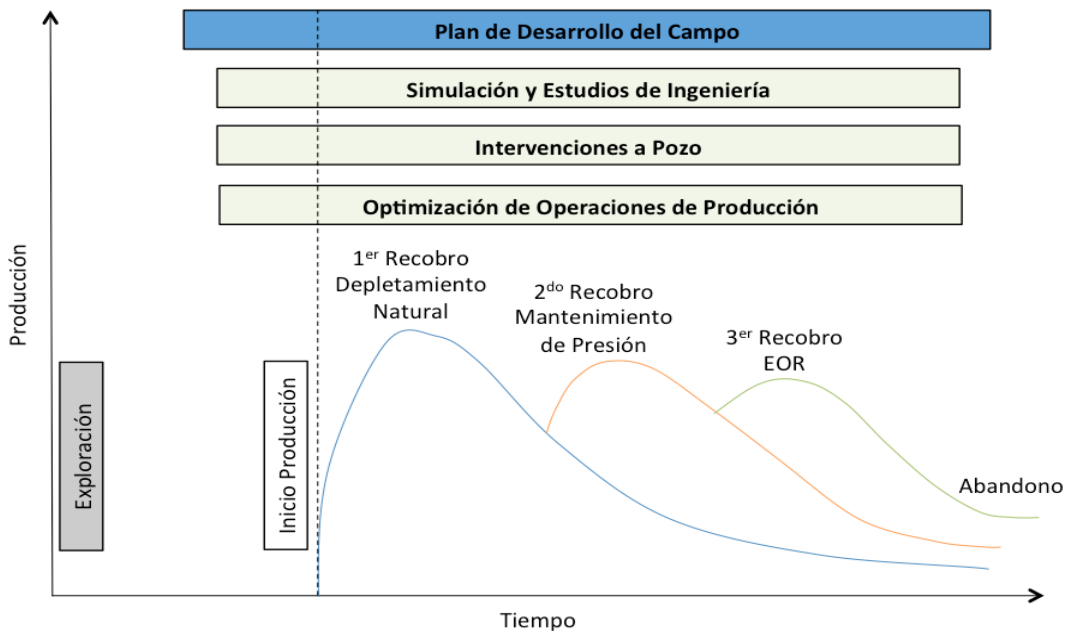 Plan de Desarrollo del Campo
Simulación y Estudios de Ingeniería
Intervenciones a Pozo
Optimización de Operaciones de Producción
1er Recobro
Depletamiento
Natural
2do Recobro
Mantenimiento
de Presión
3er Recobro
EOR
Abandono
Producción
Exploración
Inicio Producción
Tiempo